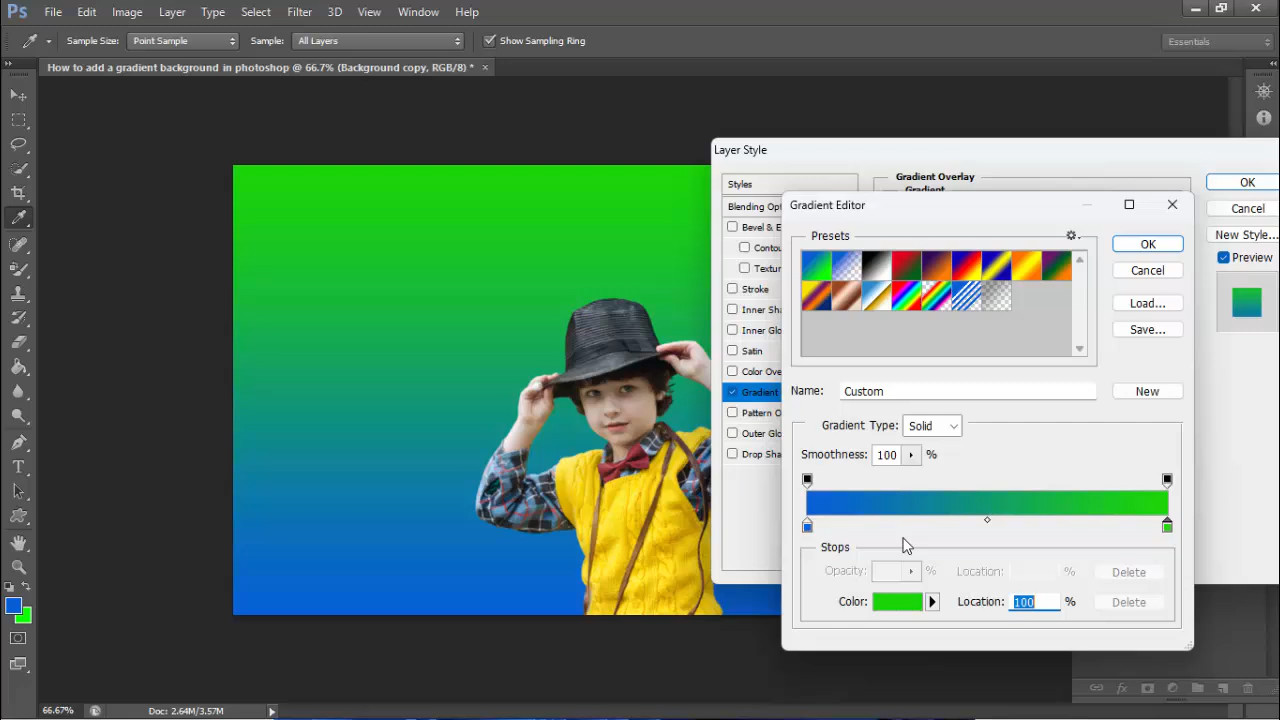 Ps File Edit Image Layer Type Select Filter 3D View Window Help
Sample Size: Point Sample Sample: All Layers Show Sampling Ring Essentials
How to add a gradient background in photoshop @ 66.7% (Background copy, RGB/8) * ×
Layer Style
Styles
Blending Opt
Bevel & E
Contou
Textur
Stroke
Inner Sha
Inner Glo
Satin
Color Ove
Gradient
Pattern O
Outer Glo
Drop Sha
Gradient Overlay
Gradient
OK
Cancel
New Style...
Preview
Gradient Editor
Presets
OK
Cancel
Load...
Save...
Name: Custom New
Gradient Type: Solid
Smoothness: 100 %
Stops
Opacity: % Location: % Delete
Color: Location: 100 % Delete
T
66.67% Doc: 2.64M/3.57M
fx